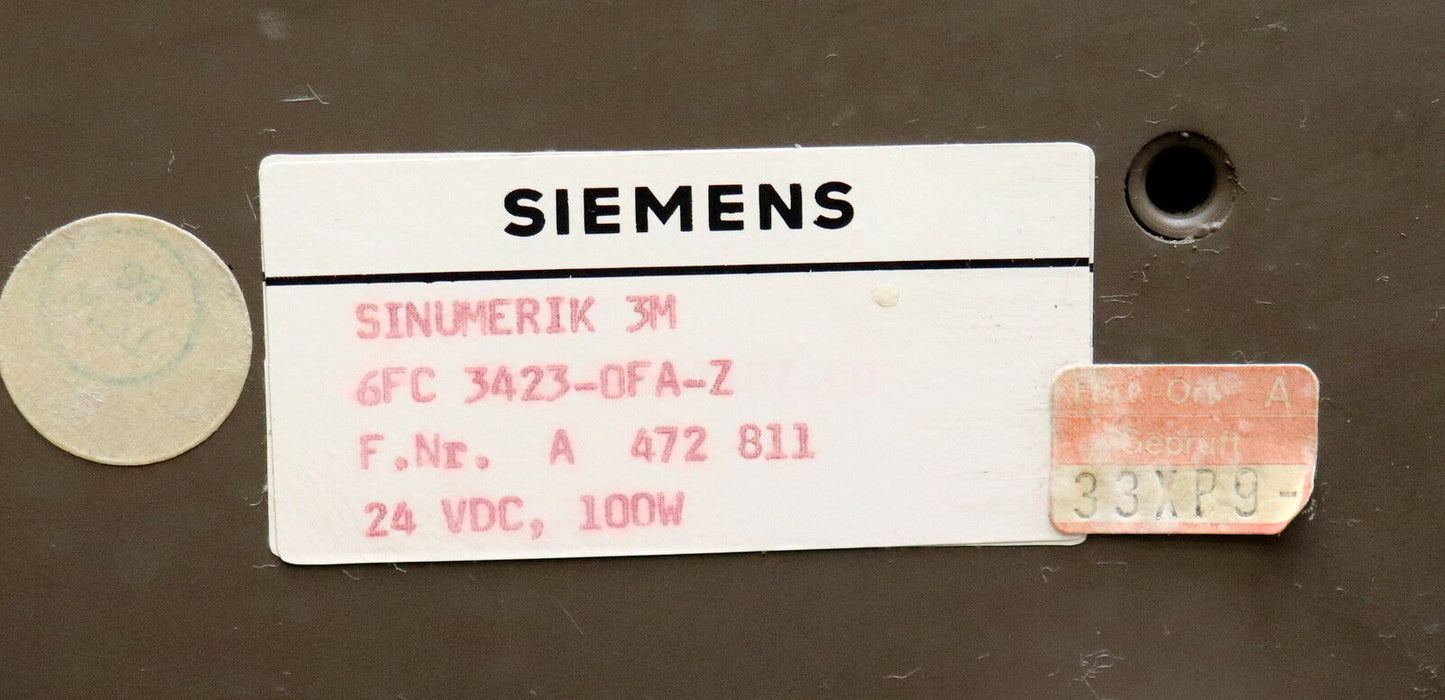 SIEMENS
SINUMERIK 3M
6FC 3423-0FA-Z
F.Nr. A 472 811
24 VDC, 100W
A
Geprüft
33XP9